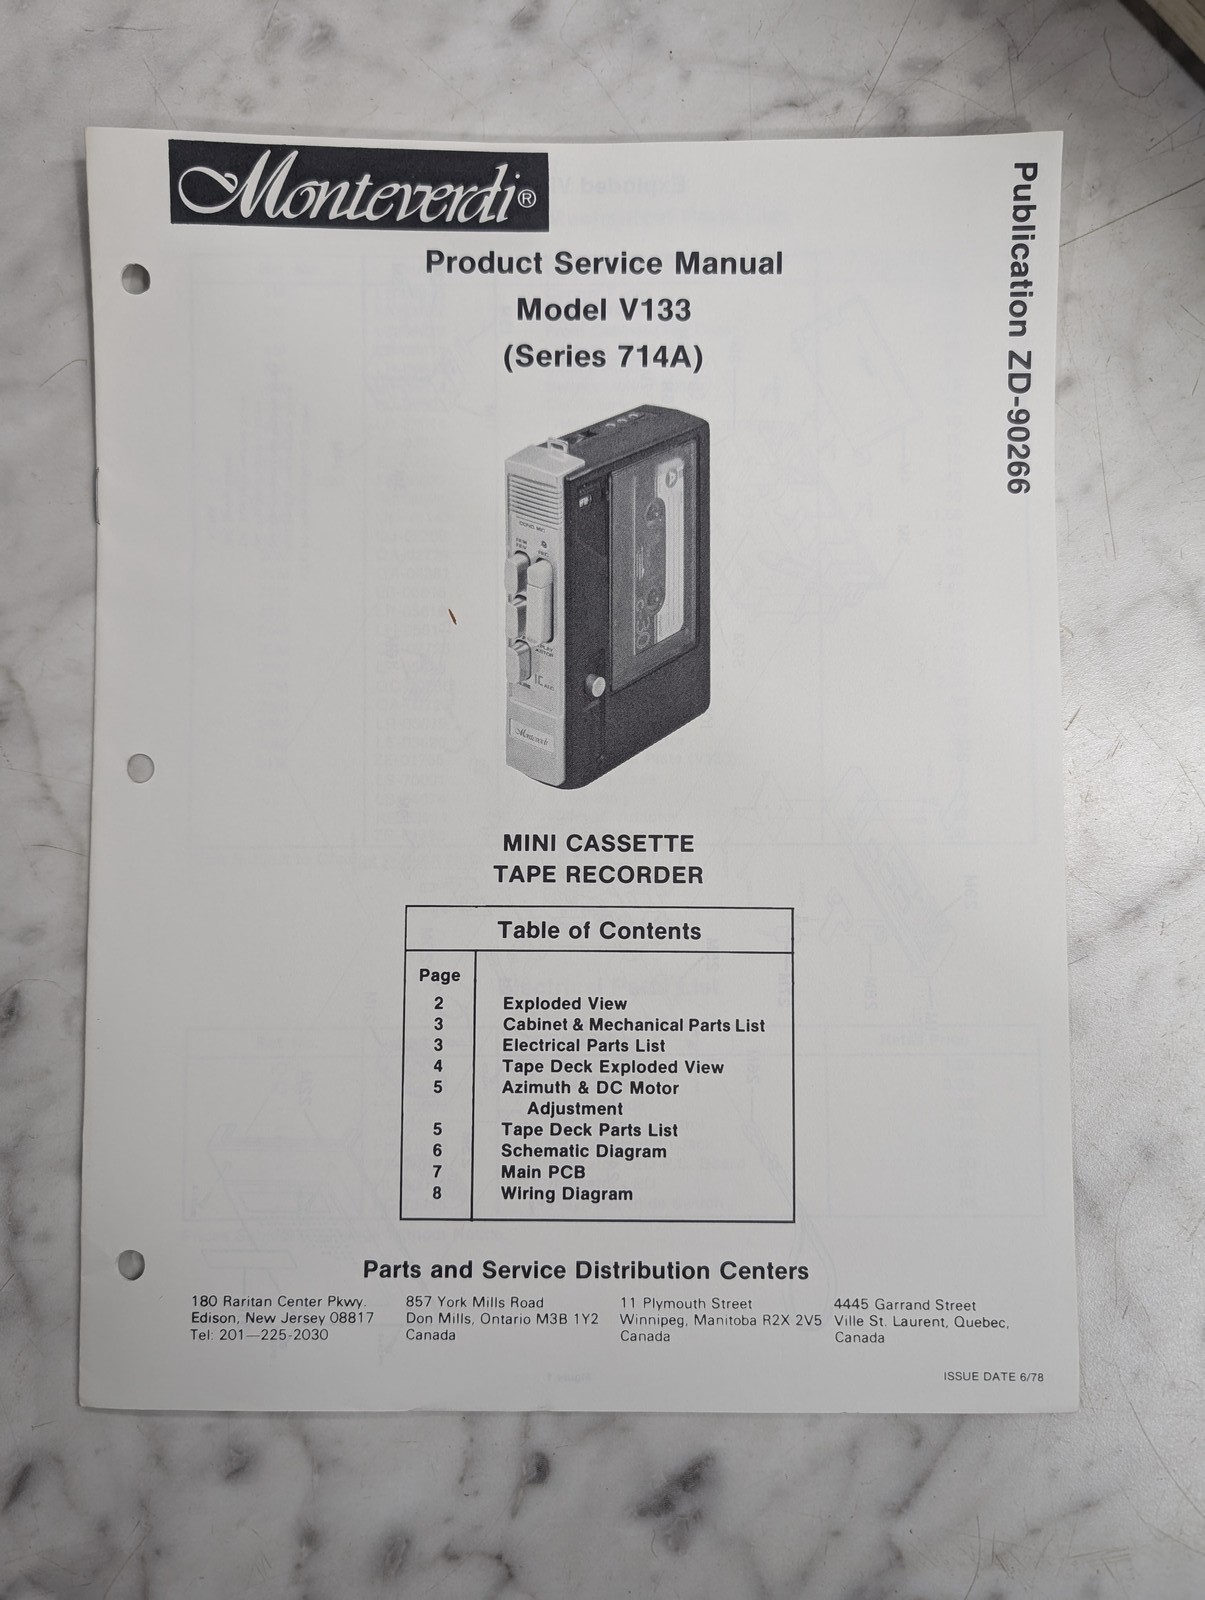 Monteverdi®
Publication ZD-90266
Product Service Manual
Model V133
(Series 714A)
Monteverdi
MINI CASSETTE
TAPE RECORDER
Table of Contents
Page
2 Exploded View
3 Cabinet & Mechanical Parts List
3 Electrical Parts List
4 Tape Deck Exploded View
5 Azimuth & DC Motor
Adjustment
5 Tape Deck Parts List
6 Schematic Diagram
7 Main PCB
8 Wiring Diagram
Parts and Service Distribution Centers
180 Raritan Center Pkwy.
Edison, New Jersey 08817
Tel: 201—225-2030
857 York Mills Road
Don Mills, Ontario M3B 1Y2
Canada
11 Plymouth Street
Winnipeg, Manitoba R2X 2V5
Canada
4445 Garrand Street
Ville St. Laurent, Quebec,
Canada
ISSUE DATE 6/78